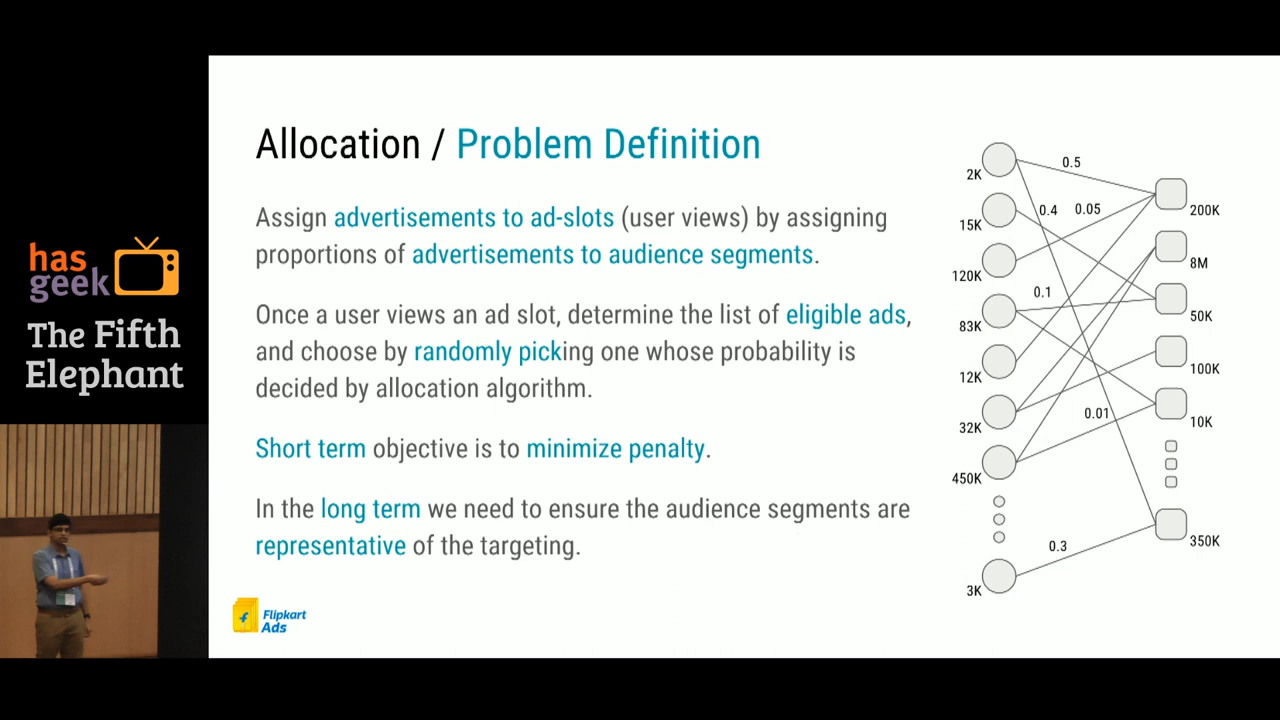 has
geek
The Fifth
Elephant
Allocation / Problem Definition
Assign advertisements to ad-slots (user views) by assigning
proportions of advertisements to audience segments.
Once a user views an ad slot, determine the list of eligible ads,
and choose by randomly picking one whose probability is
decided by allocation algorithm.
Short term objective is to minimize penalty.
In the long term we need to ensure the audience segments are
representative of the targeting.
Flipkart
Ads
2K
15K
120K
83K
12K
32K
450K
3K
0.5
0.4
0.05
0.1
0.01
0.3
200K
8M
50K
100K
10K
350K